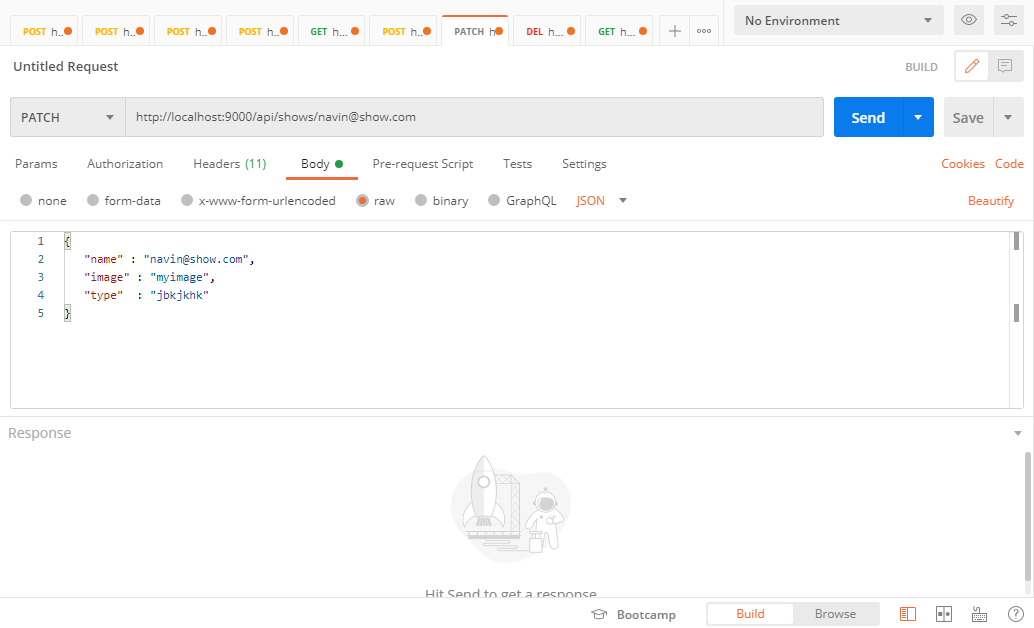 POST h.. POST h.. POST h.. POST h.. GET h... POST h.. PATCH h DEL h... GET h... No Environment
Untitled Request BUILD
PATCH http://localhost:9000/api/shows/navin@show.com Send Save
Params Authorization Headers (11) Body Pre-request Script Tests Settings Cookies Code
none form-data x-www-form-urlencoded raw binary GraphQL JSON Beautify
1 {
2 "name" : "navin@show.com",
3 "image" : "myimage",
4 "type" : "jbkjkhk"
5 }
Response
Hit Send to get a response
Bootcamp Build Browse